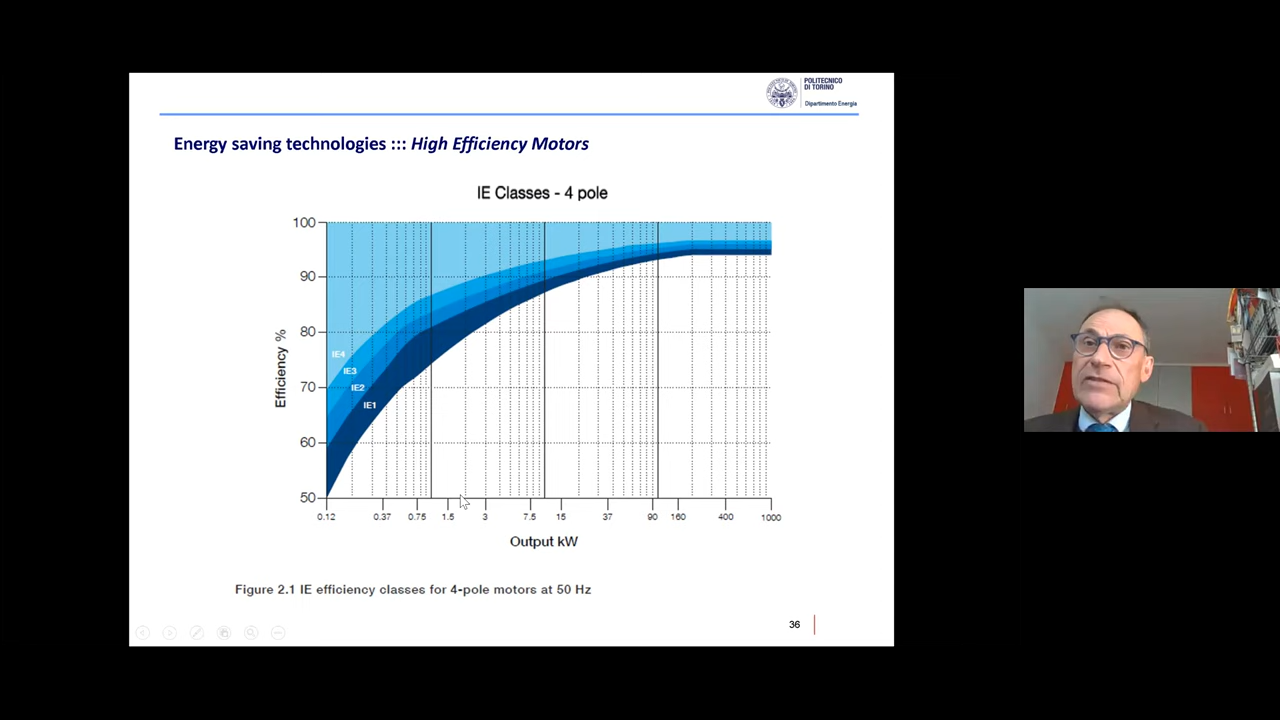 POLITECNICO
DI TORINO
Dipartimento Energia
Energy saving technologies ::: High Efficiency Motors
IE Classes - 4 pole
100
90
80
70
60
50
Efficiency %
IE4
IE3
IE2
IE1
0.12 0.37 0.75 1.5 3 7.5 15 37 90 160 400 1000
Output kW
Figure 2.1 IE efficiency classes for 4-pole motors at 50 Hz
36